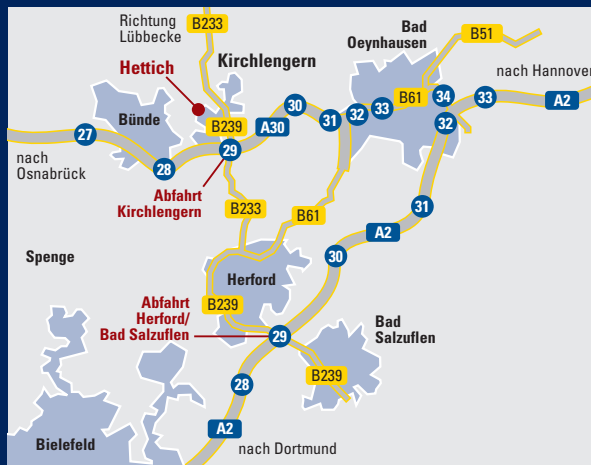 Richtung
Lübbecke
B233
Bad
Oeynhausen
B51
Kirchlengern
Hettich
nach Hannover
Bünde
B239
A30
30
31
32
33
B61
34
33
A2
32
27
nach
Osnabrück
28
29
Abfahrt
Kirchlengern
B233
B61
31
A2
30
Spenge
Herford
B239
Abfahrt
Herford/
Bad Salzuflen
29
Bad
Salzuflen
B239
28
A2
nach Dortmund
Bielefeld